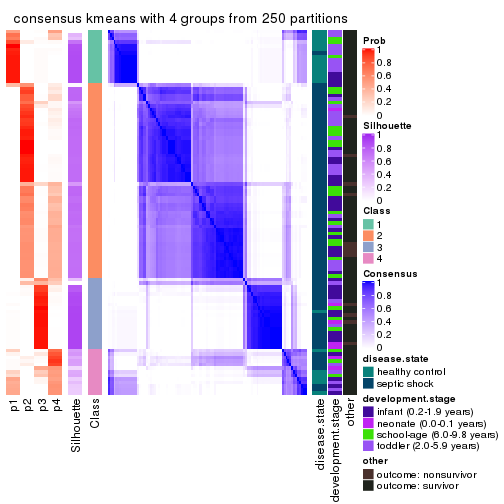 consensus kmeans with 4 groups from 250 partitions
Prob
1
0.8
0.6
0.4
0.2
0
Silhouette
1
0.8
0.6
0.4
0.2
0
Class
1
2
3
4
Consensus
1
0.8
0.6
0.4
0.2
0
disease.state
healthy control
septic shock
development.stage
infant (0.2-1.9 years)
neonate (0.0-0.1 years)
school-age (6.0-9.8 years)
toddler (2.0-5.9 years)
other
outcome: nonsurvivor
outcome: survivor
p1
p2
p3
p4
Silhouette
Class
disease.state
development.stage
other